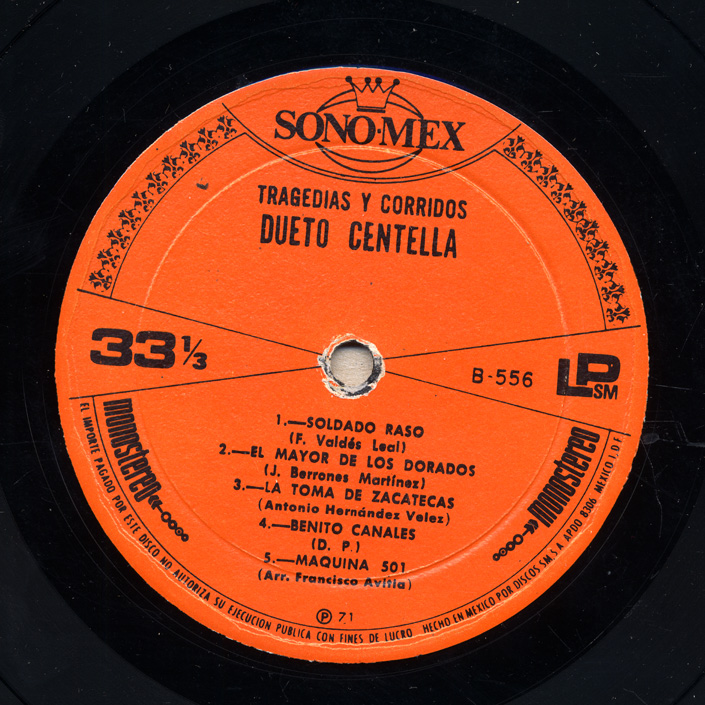 SONO·MEX
TRAGEDIAS Y CORRIDOS
DUETO CENTELLA
33 1/3
B-556
LP SM
monostereo
monostereo
1.—SOLDADO RASO
(F. Valdés Leal)
2.—EL MAYOR DE LOS DORADOS
(J. Berrones Martínez)
3.—LA TOMA DE ZACATECAS
(Antonio Hernández Velez)
4.—BENITO CANALES
(D. P.)
5.—MAQUINA 501
(Arr. Francisco Avitia)
Ⓟ 71
EL IMPORTE PAGADO POR ESTE DISCO NO AUTORIZA SU EJECUCION PUBLICA CON FINES DE LUCRO HECHO EN MEXICO POR DISCOS SM. S A APDO 8306 MEXICO 1. D F